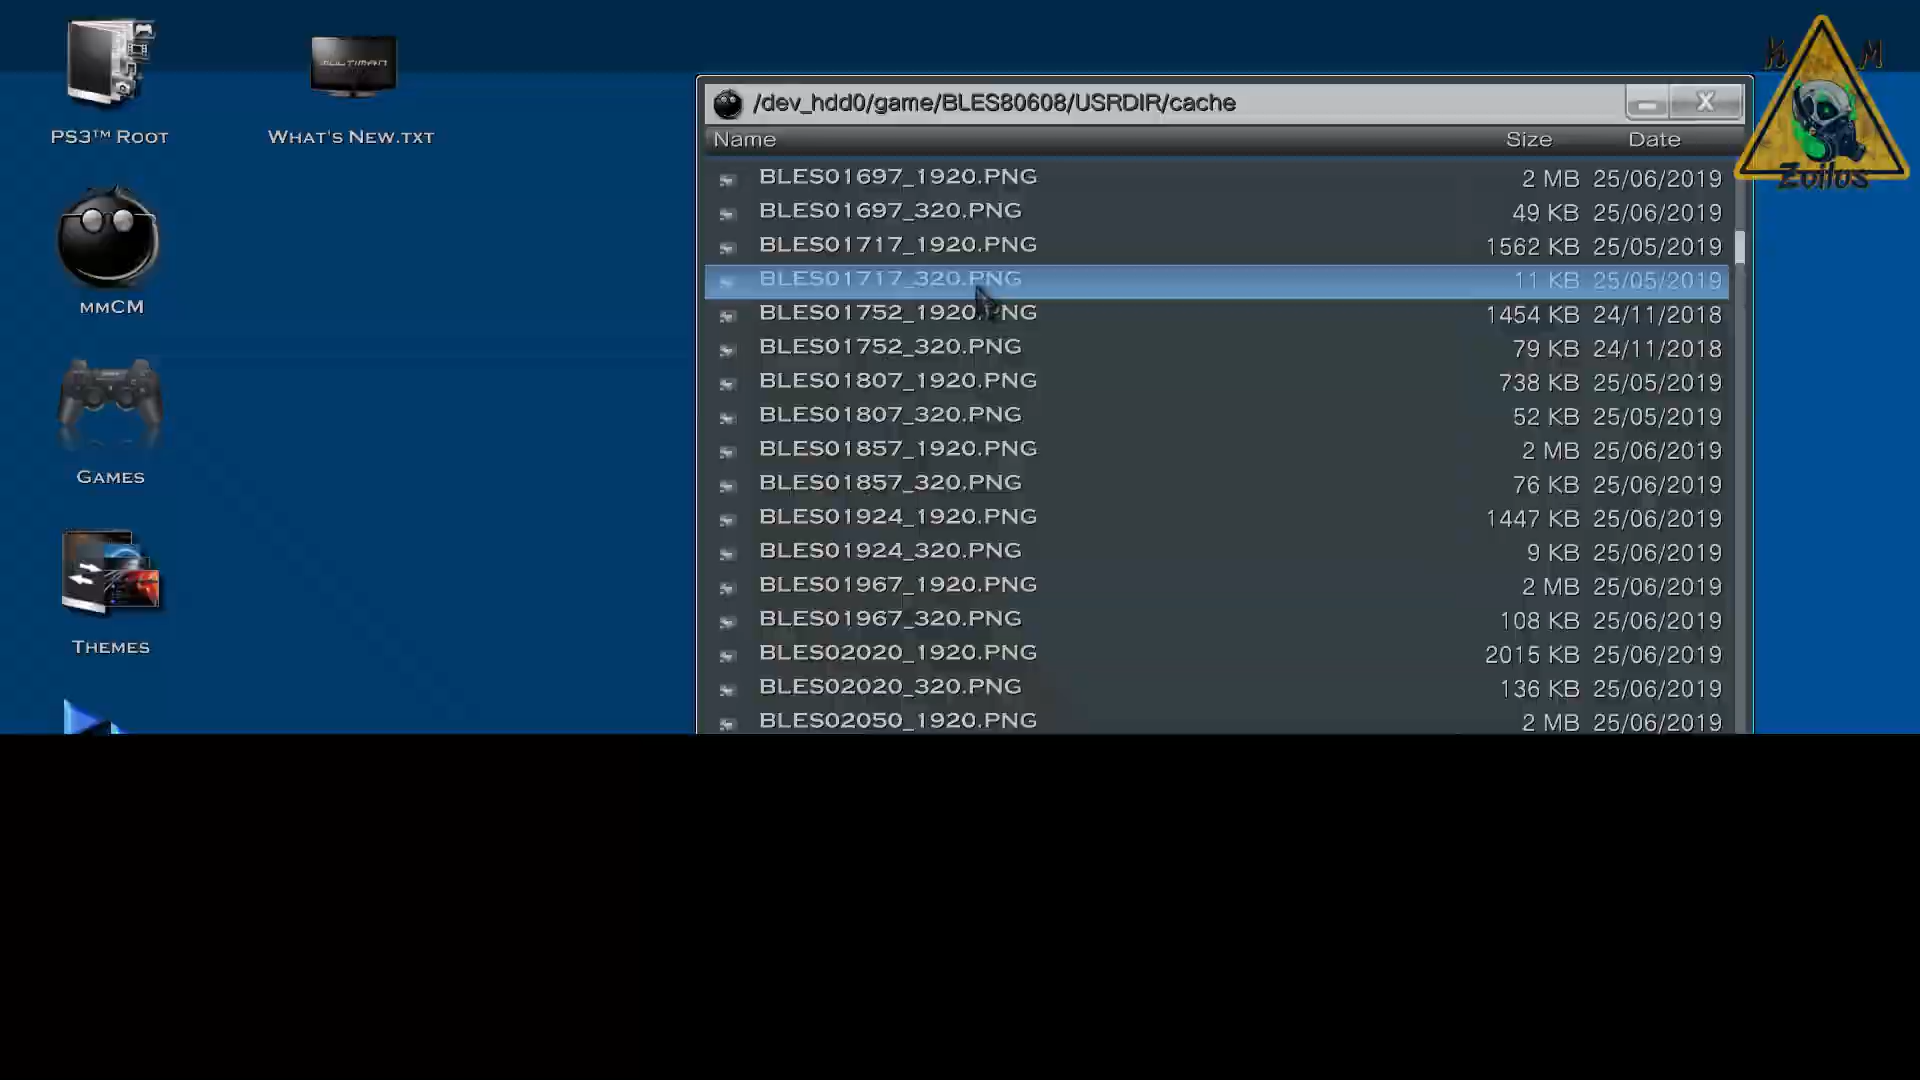 PS3™ Root
What's New.txt
mmCM
Games
Themes
MULTIMAN
/dev_hdd0/game/BLES80608/USRDIR/cache
X
Name Size Date
BLES01697_1920.PNG 2 MB 25/06/2019
BLES01697_320.PNG 49 KB 25/06/2019
BLES01717_1920.PNG 1562 KB 25/05/2019
BLES01717_320.PNG 11 KB 25/05/2019
BLES01752_1920.PNG 1454 KB 24/11/2018
BLES01752_320.PNG 79 KB 24/11/2018
BLES01807_1920.PNG 738 KB 25/05/2019
BLES01807_320.PNG 52 KB 25/05/2019
BLES01857_1920.PNG 2 MB 25/06/2019
BLES01857_320.PNG 76 KB 25/06/2019
BLES01924_1920.PNG 1447 KB 25/06/2019
BLES01924_320.PNG 9 KB 25/06/2019
BLES01967_1920.PNG 2 MB 25/06/2019
BLES01967_320.PNG 108 KB 25/06/2019
BLES02020_1920.PNG 2015 KB 25/06/2019
BLES02020_320.PNG 136 KB 25/06/2019
BLES02050_1920.PNG 2 MB 25/06/2019
Zoilus